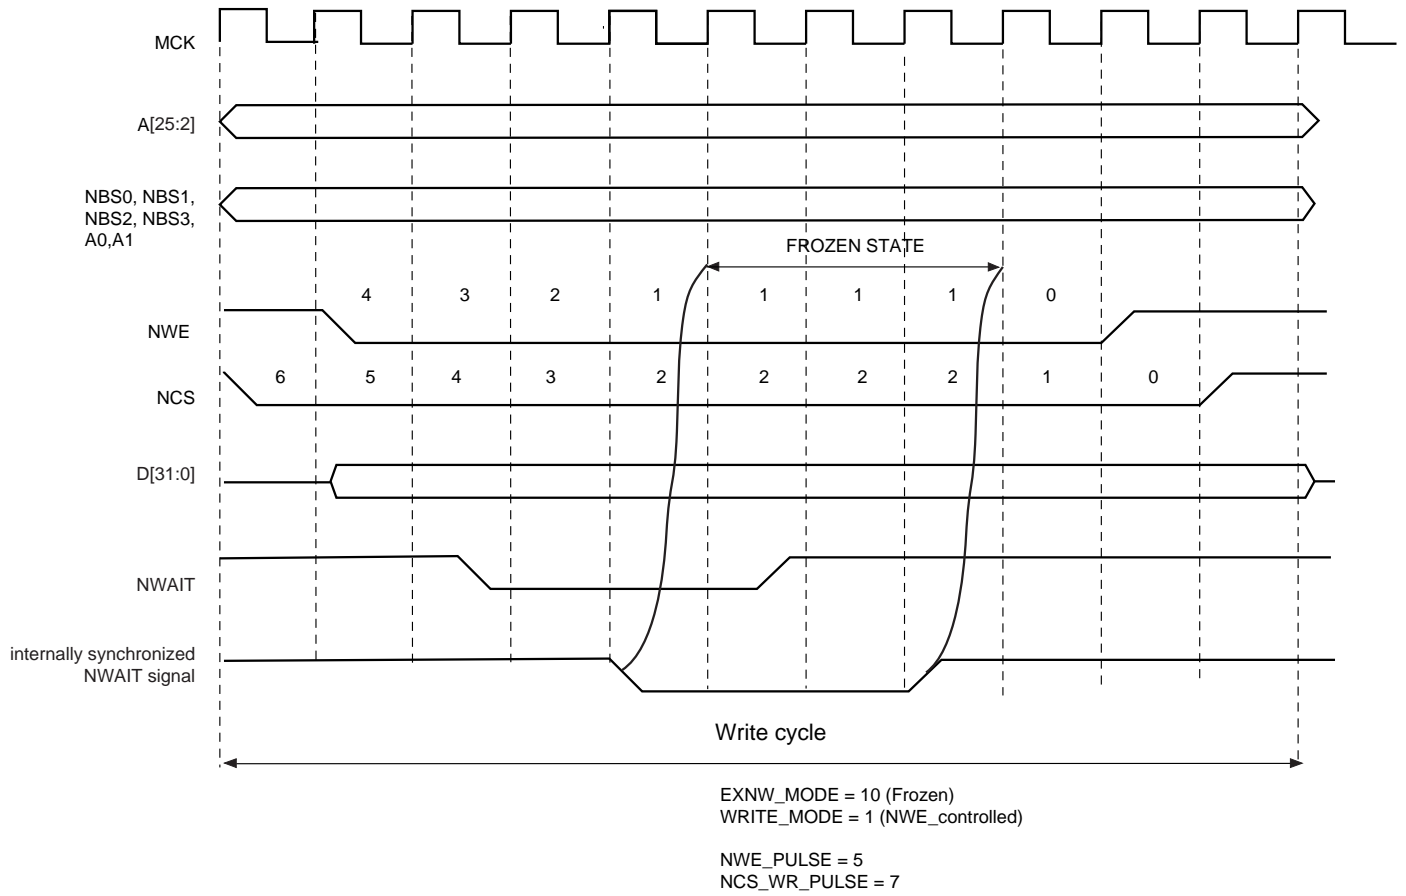 MCK
A[25:2]
NBS0, NBS1,
NBS2, NBS3,
A0,A1
FROZEN STATE
4 3 2 1 1 1 1 0
NWE
6 5 4 3 2 2 2 2 1 0
NCS
D[31:0]
NWAIT
internally synchronized
NWAIT signal
Write cycle
EXNW_MODE = 10 (Frozen)
WRITE_MODE = 1 (NWE_controlled)
NWE_PULSE = 5
NCS_WR_PULSE = 7